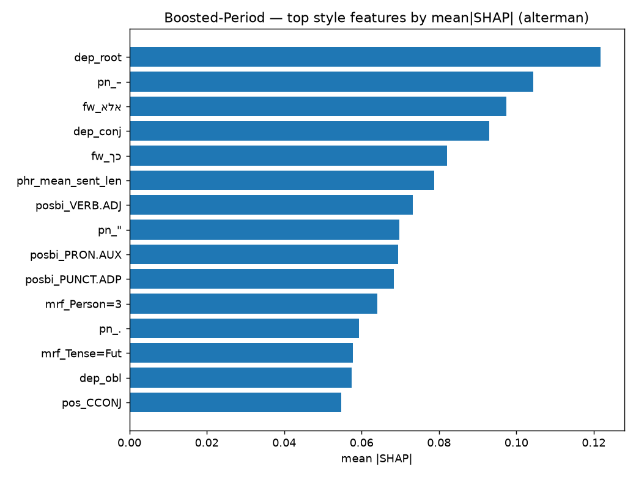 Boosted-Period — top style features by mean|SHAP| (alterman)
dep_root
pn_–
fw_אלא
dep_conj
fw_כך
phr_mean_sent_len
posbi_VERB.ADJ
pn_"
posbi_PRON.AUX
posbi_PUNCT.ADP
mrf_Person=3
pn_.
mrf_Tense=Fut
dep_obl
pos_CCONJ
0.00 0.02 0.04 0.06 0.08 0.10 0.12
mean |SHAP|